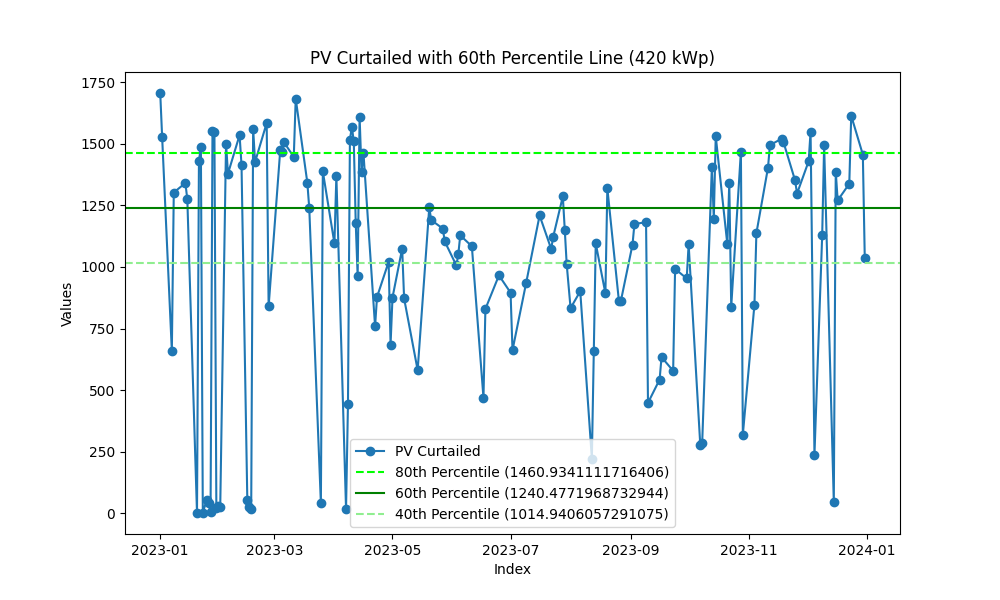 PV Curtailed with 60th Percentile Line (420 kWp)
1750
1500
1250
1000
750
500
250
0
Values
PV Curtailed
80th Percentile (1460.9341111716406)
60th Percentile (1240.4771968732944)
40th Percentile (1014.9406057291075)
2023-01
2023-03
2023-05
2023-07
2023-09
2023-11
2024-01
Index